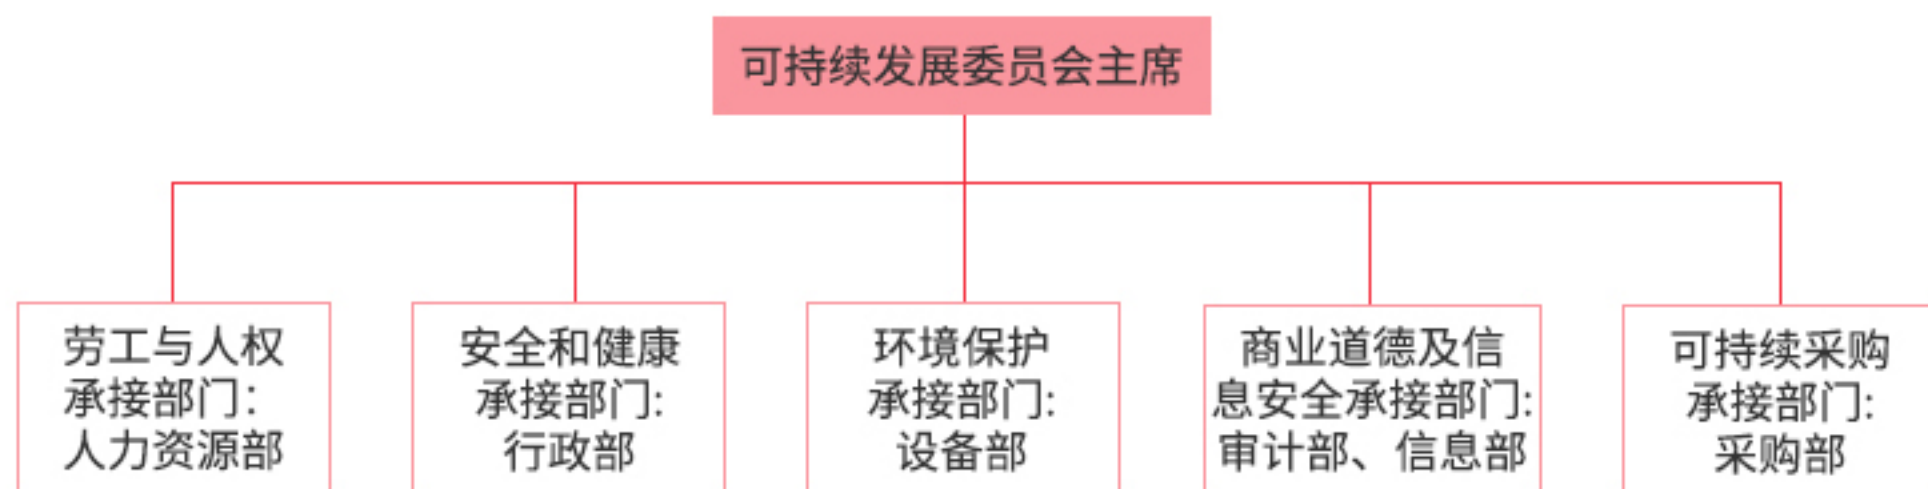 可持续发展委员会主席
劳工与人权
承接部门：
人力资源部
安全和健康
承接部门:
行政部
环境保护
承接部门:
设备部
商业道德及信
息安全承接部门:
审计部、信息部
可持续采购
承接部门:
采购部